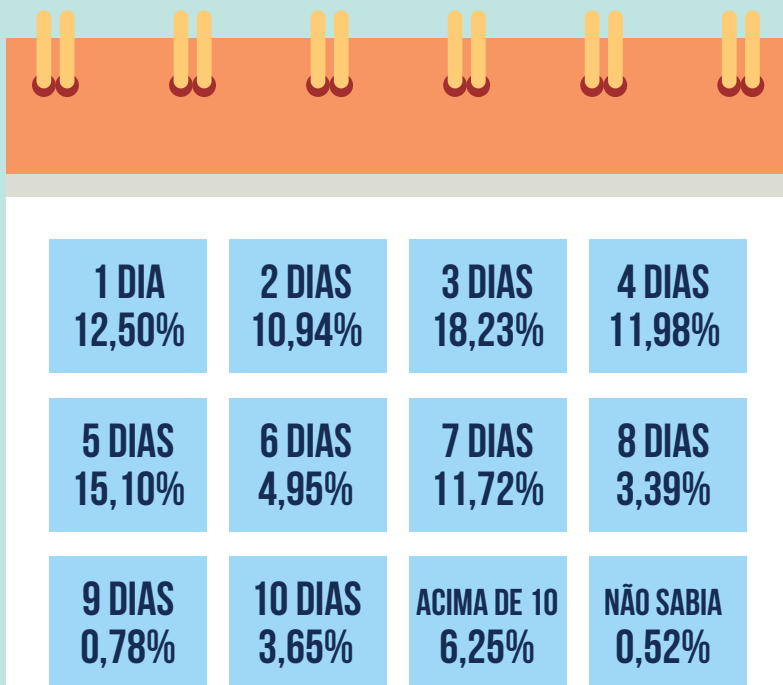 1 DIA
12,50%
2 DIAS
10,94%
3 DIAS
18,23%
4 DIAS
11,98%
5 DIAS
15,10%
6 DIAS
4,95%
7 DIAS
11,72%
8 DIAS
3,39%
9 DIAS
0,78%
10 DIAS
3,65%
ACIMA DE 10
6,25%
NÃO SABIA
0,52%